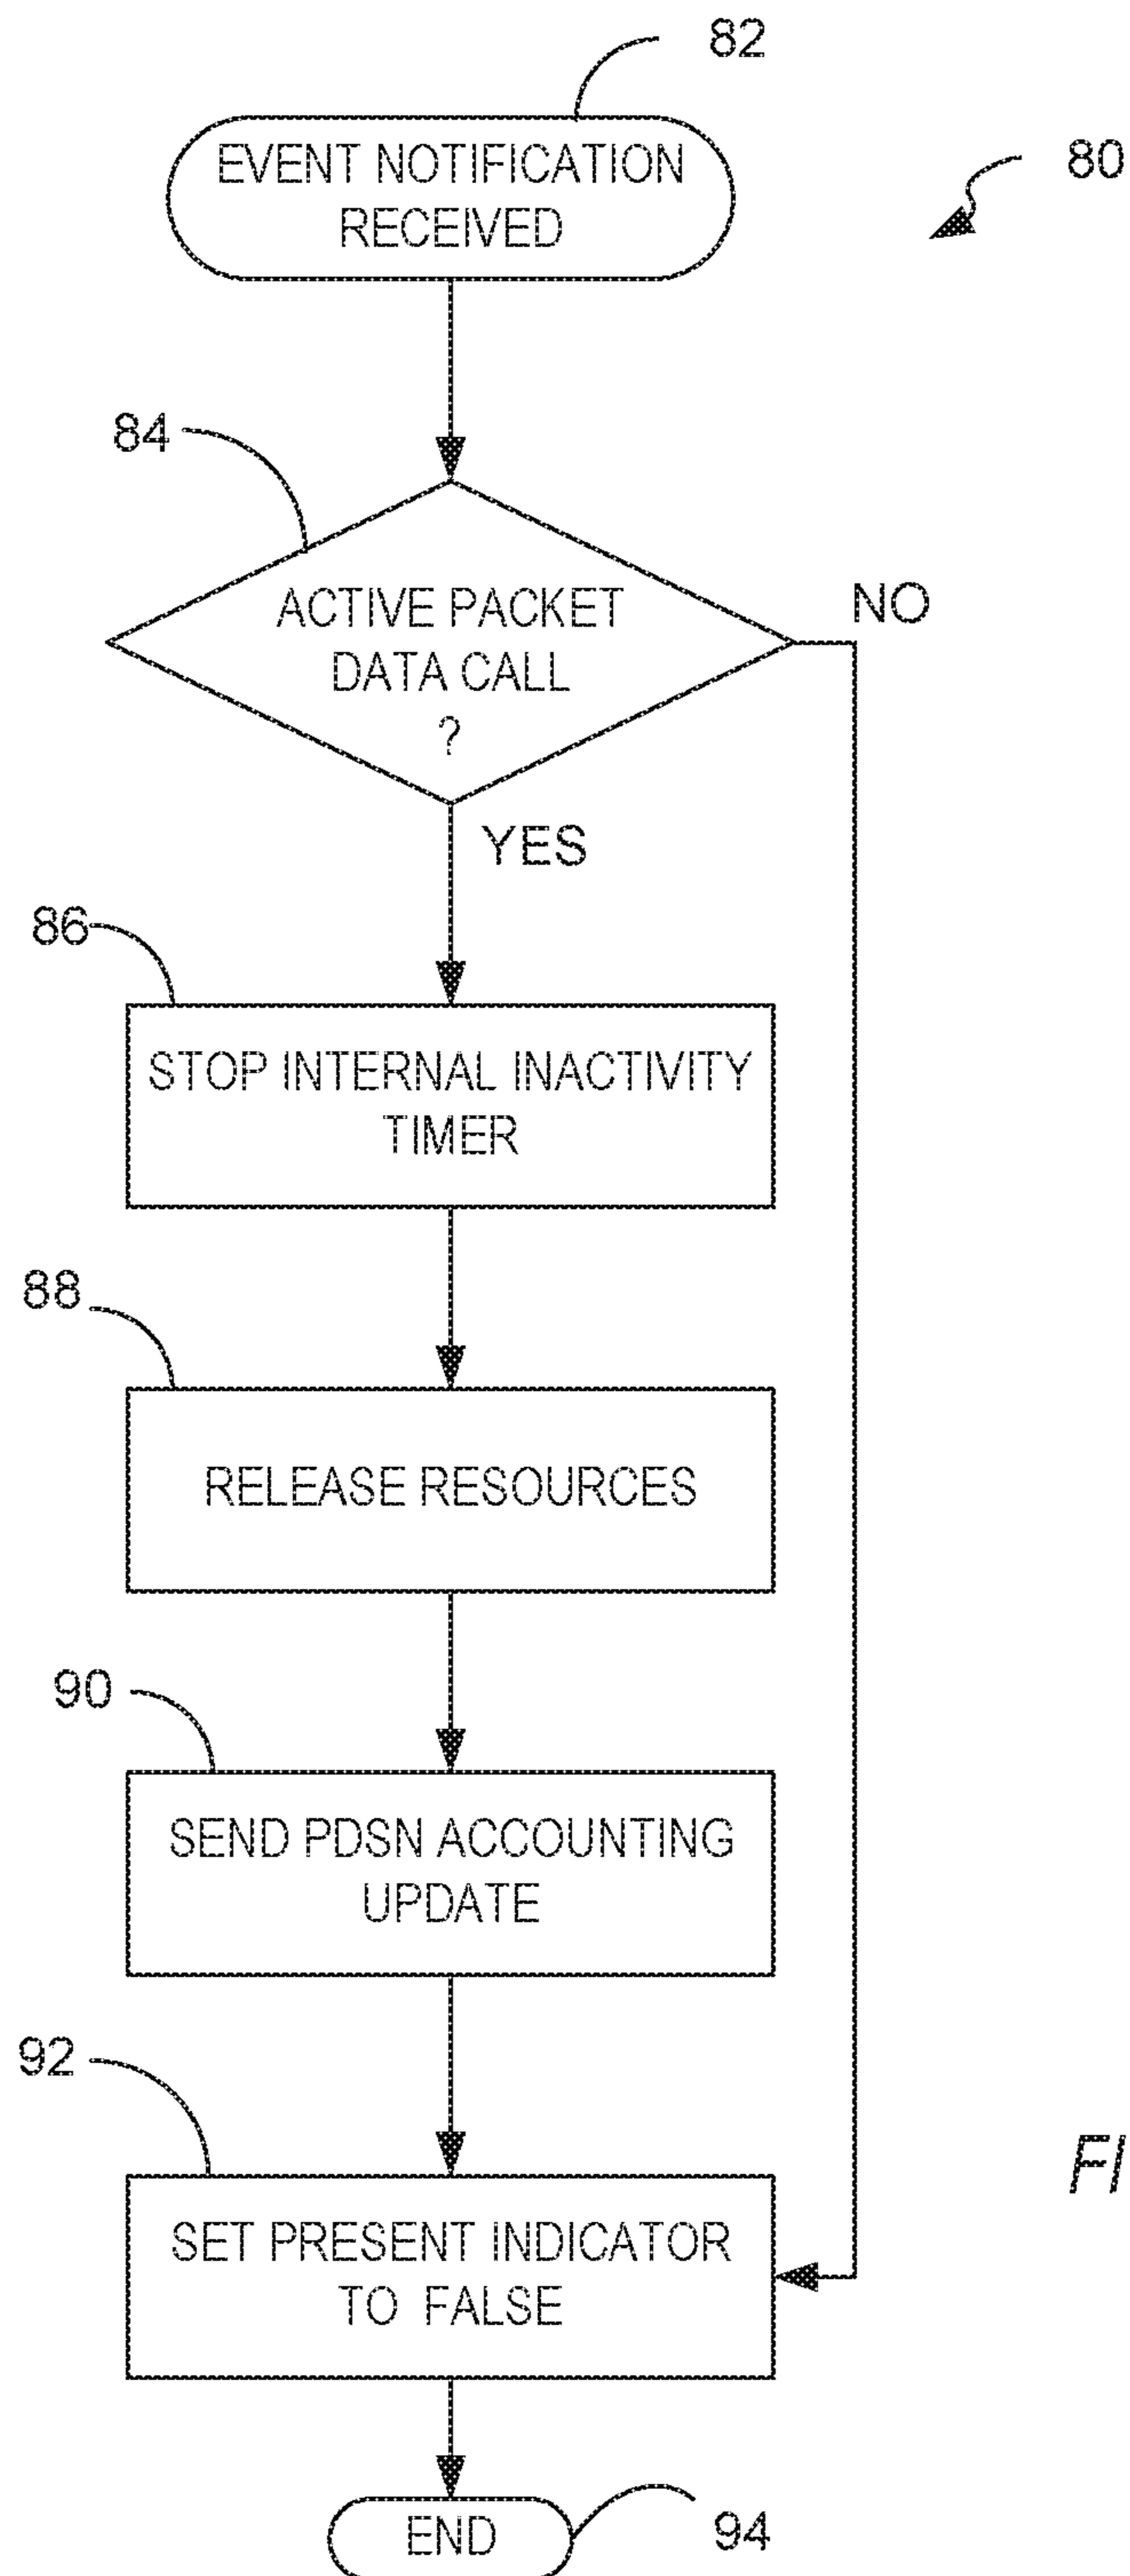 82
EVENT NOTIFICATION
RECEIVED
80
84
ACTIVE PACKET
DATA CALL
?
NO
YES
86
STOP INTERNAL INACTIVITY
TIMER
88
RELEASE RESOURCES
90
SEND PDSN ACCOUNTING
UPDATE
92
SET PRESENT INDICATOR
TO FALSE
FI
END
94